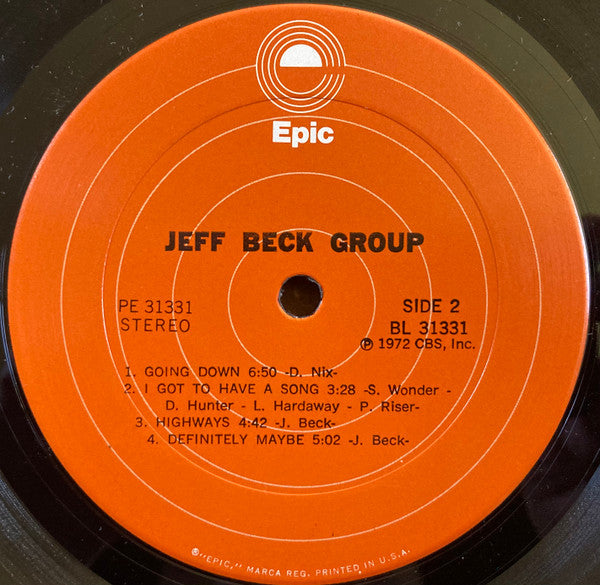 Epic
JEFF BECK GROUP
PE 31331
STEREO
SIDE 2
BL 31331
Ⓟ 1972 CBS, Inc.
1. GOING DOWN 6:50 -D. Nix-
2. I GOT TO HAVE A SONG 3:28 -S. Wonder -
D. Hunter - L. Hardaway - P. Riser-
3. HIGHWAYS 4:42 -J. Beck-
4. DEFINITELY MAYBE 5:02 -J. Beck-
®"EPIC," MARCA REG. PRINTED IN U.S.A.